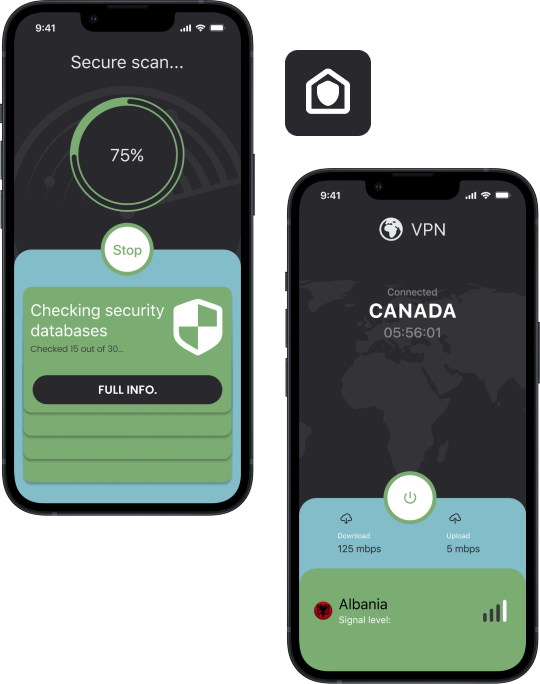 9:41
Secure scan...
75%
Stop
Checking security
databases
Checked 15 out of 30...
FULL INFO.
9:41
VPN
Connected
CANADA
05:56:01
Download
125 mbps
Upload
5 mbps
Albania
Signal level: